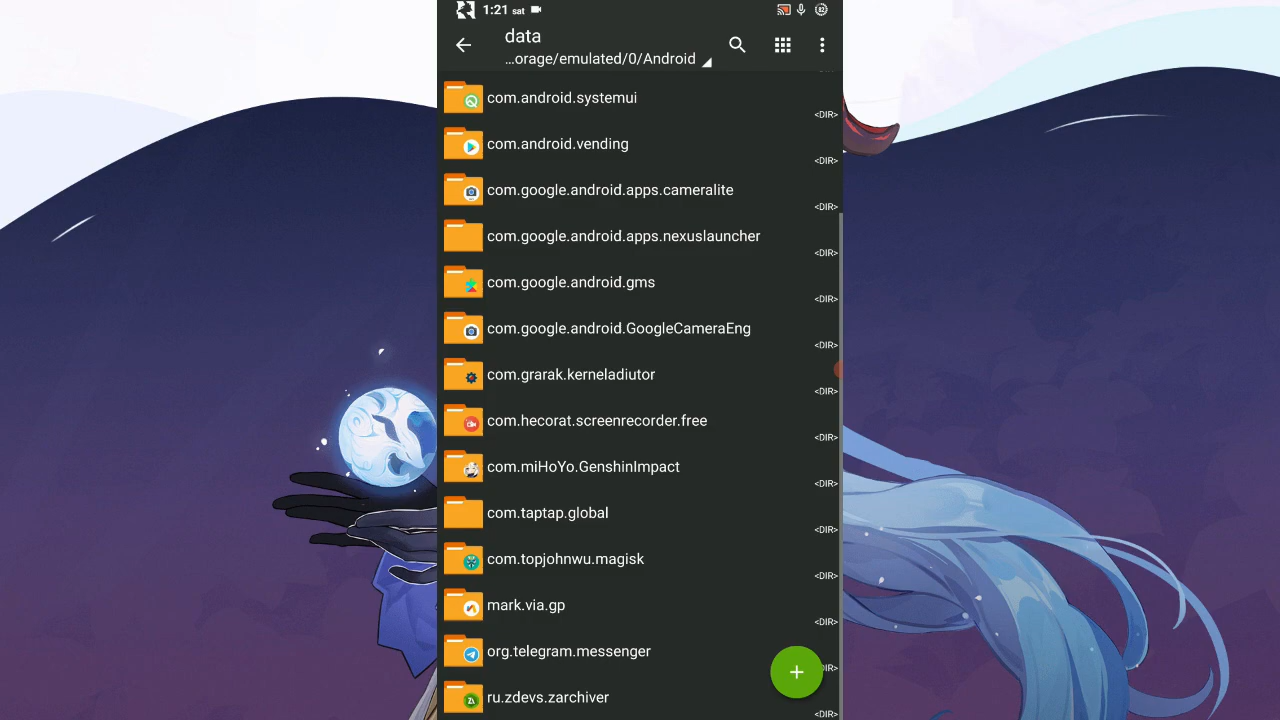 1:21 sat
82
data
...orage/emulated/0/Android
com.android.systemui
<DIR>
com.android.vending
<DIR>
com.google.android.apps.cameralite
<DIR>
com.google.android.apps.nexuslauncher
<DIR>
com.google.android.gms
<DIR>
com.google.android.GoogleCameraEng
<DIR>
com.grarak.kerneladiutor
<DIR>
com.hecorat.screenrecorder.free
<DIR>
com.miHoYo.GenshinImpact
<DIR>
com.taptap.global
<DIR>
com.topjohnwu.magisk
<DIR>
mark.via.gp
<DIR>
org.telegram.messenger
IR>
ru.zdevs.zarchiver
<DIR>